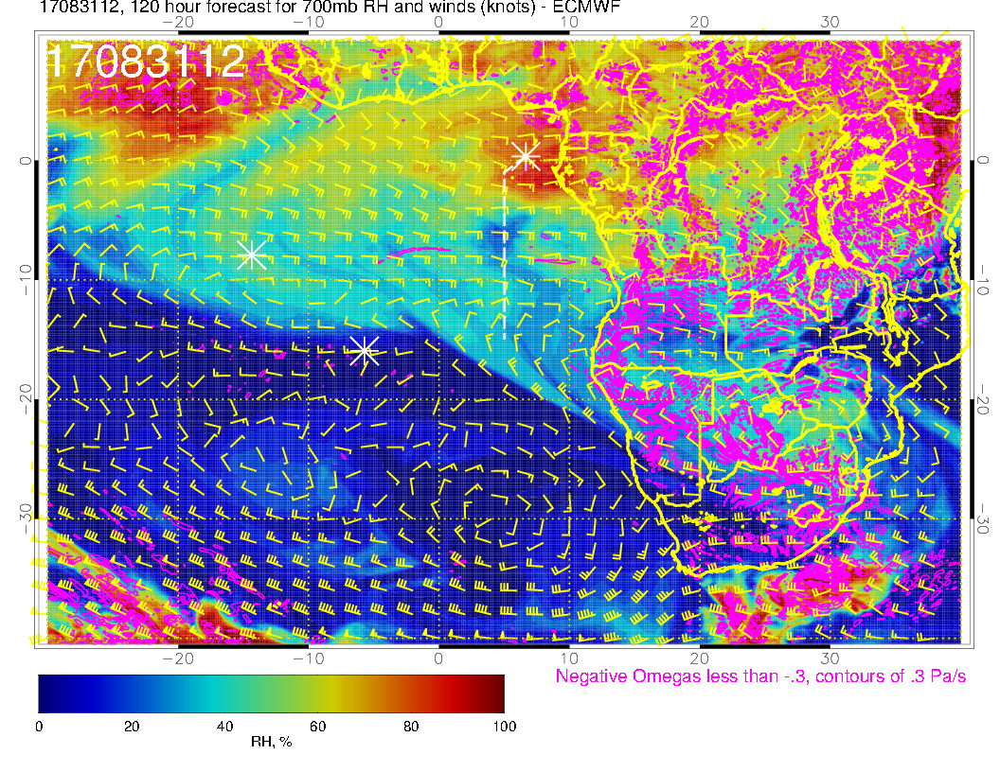 17083112, 120 hour forecast for 700mb RH and winds (knots) - ECMWF
−20 −10 0 10 20 30
17083112
0 0
−10 −10
−20 −20
−30 −30
−20 −10 0 10 20 30
Negative Omegas less than -.3, contours of .3 Pa/s
0 20 40 60 80 100
RH, %